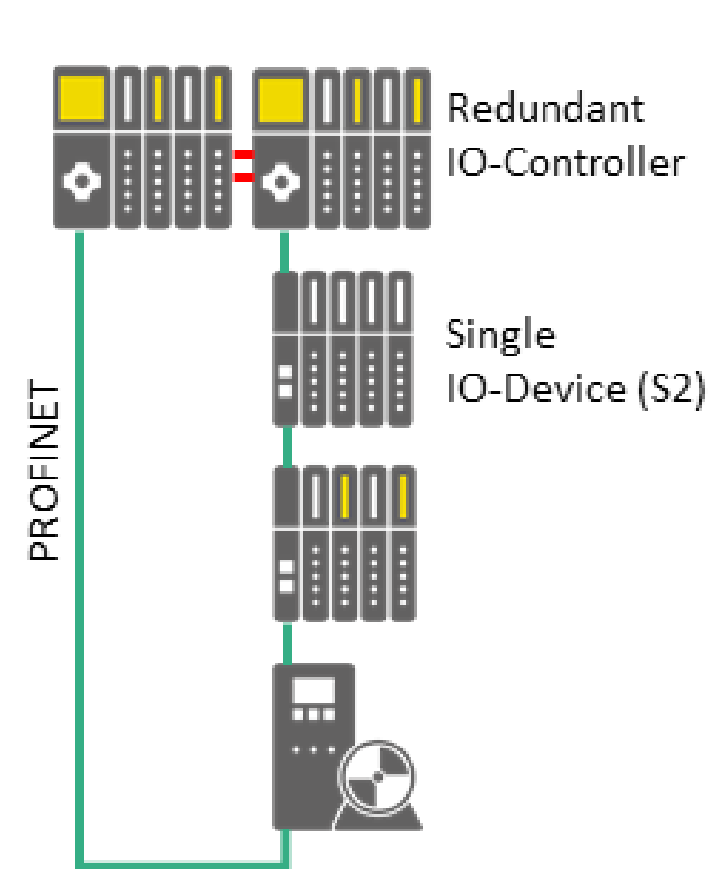 Redundant
IO-Controller
Single
IO-Device (S2)
PROFINET